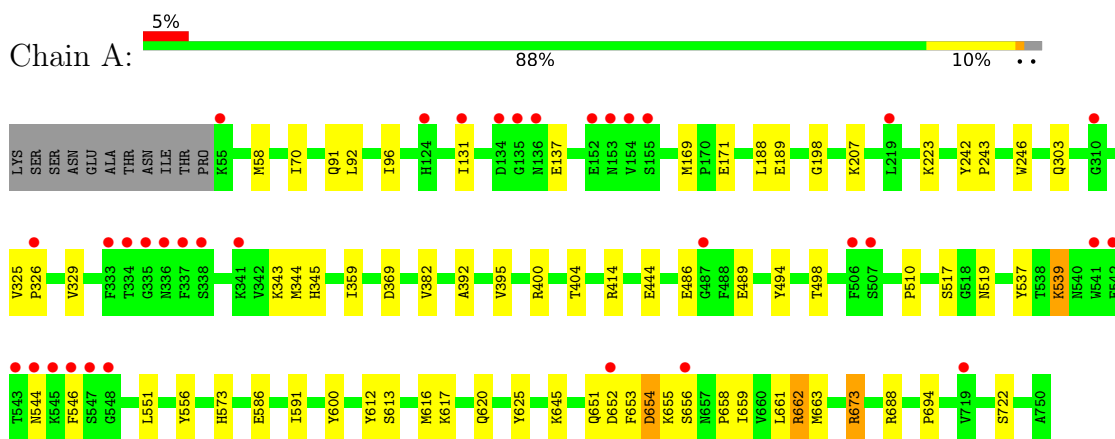 5%
Chain A:
88% 10% • •
LYS SER SER ASN GLU ALA THR ASN ILE THR PRO K55 M58 I70 Q91 L92 I96 H124 I131 D134 G135 N136 E137 E152 N153 V154 S155 M169 P170 E171 L188 E189 G198 K207 L219 K223 Y242 P243 W246 Q303 G310
V325 P326 V329 F333 T334 G335 N336 F337 S338 K341 V342 K343 M344 H345 I359 D369 V382 A392 V395 R400 T404 R414 E444 E486 G487 F488 E489 Y494 T498 F506 S507 P510 S517 G518 N519 Y537 T538 K539 N540 W541
T543 N544 K545 F546 S547 G548 L551 Y556 H573 E586 I591 Y600 Y612 S613 M616 K617 Q620 Y625 K645 Q651 D652 F653 D654 K655 S656 N657 P658 I659 V660 L661 R662 M663 R673 R688 P694 V719 S722 A750